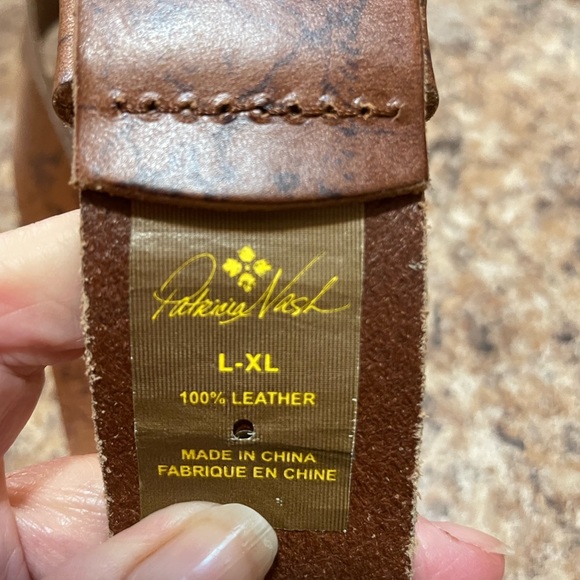 Patricia Nash
L-XL
100% LEATHER
MADE IN CHINA
FABRIQUE EN CHINE